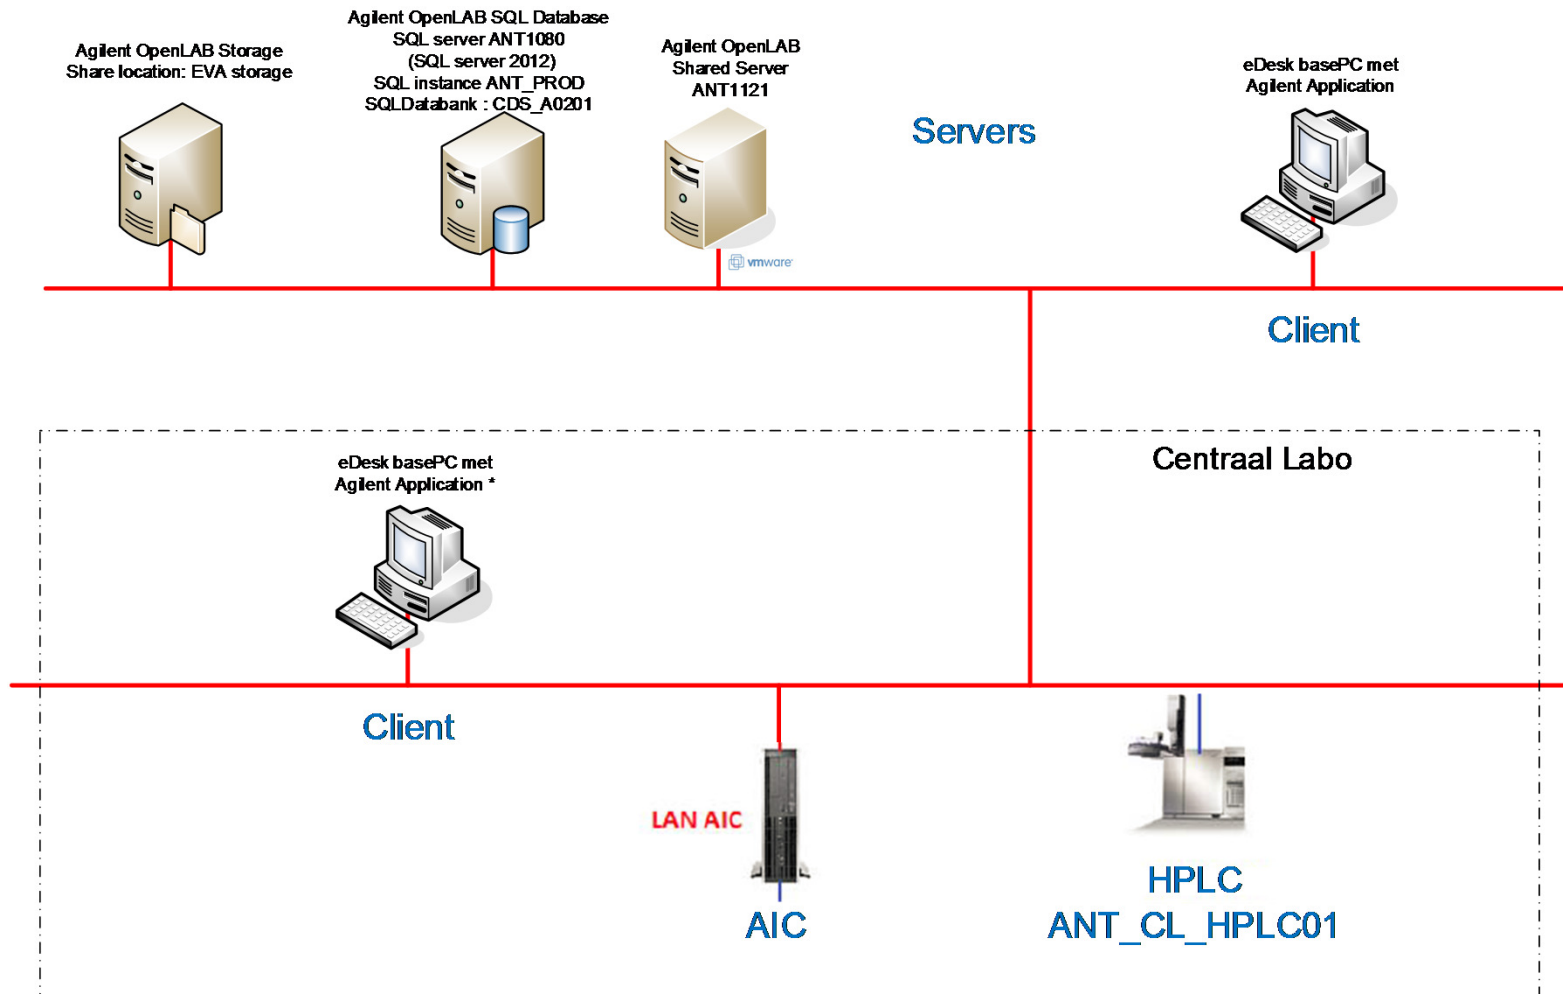 Agilent OpenLAB Storage
Share location: EVA storage
Agilent OpenLAB SQL Database
SQL server ANT1080
(SQL server 2012)
SQL instance ANT_PROD
SQLDatabank : CDS_A0201
Agilent OpenLAB
Shared Server
ANT1121
vmware
Servers
eDesk basePC met
Agilent Application
Client
Centraal Labo
eDesk basePC met
Agilent Application *
Client
LAN AIC
AIC
HPLC
ANT_CL_HPLC01